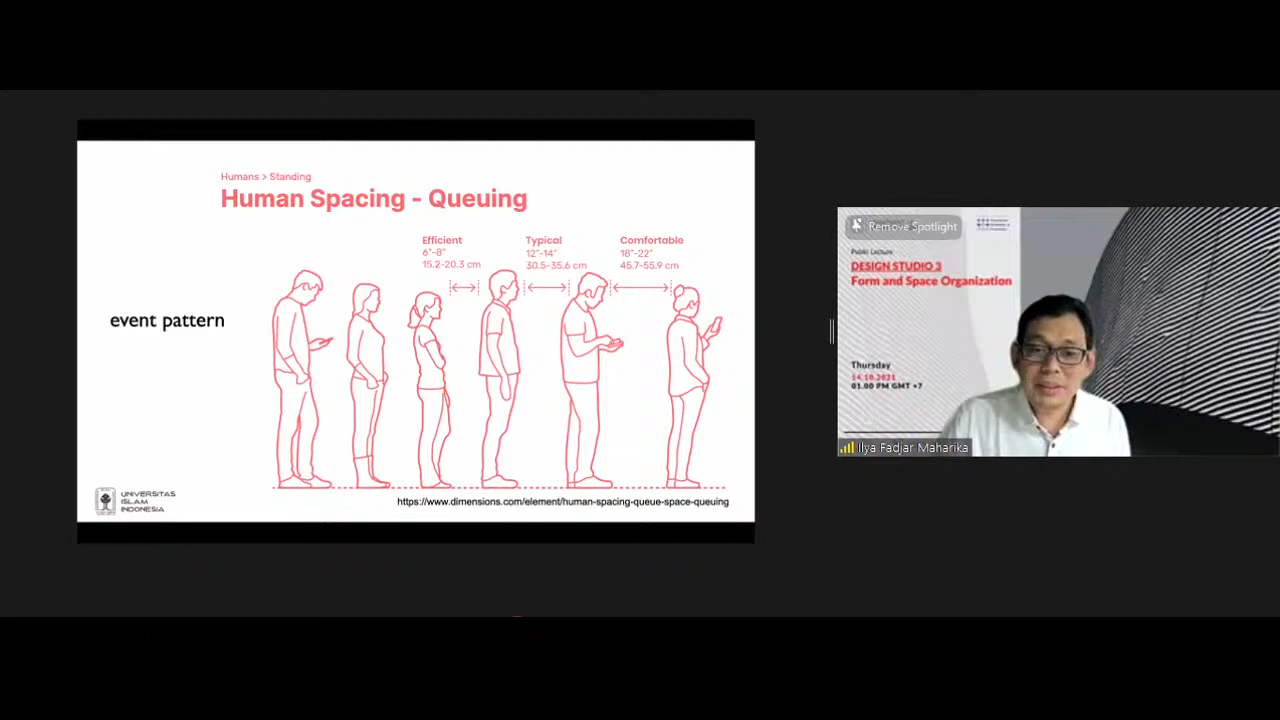 Humans > Standing
Human Spacing - Queuing
Efficient
6"-8"
15.2-20.3 cm
Typical
12"-14"
30.5-35.6 cm
Comfortable
18"-22"
45.7-55.9 cm
event pattern
UNIVERSITAS
ISLAM
INDONESIA
https://www.dimensions.com/element/human-spacing-queue-space-queuing
Remove Spotlight
Public Lecture
DESIGN STUDIO 3
Form and Space Organization
Thursday
14.10.2021
01.00 PM GMT +7
Ilya Fadjar Maharika